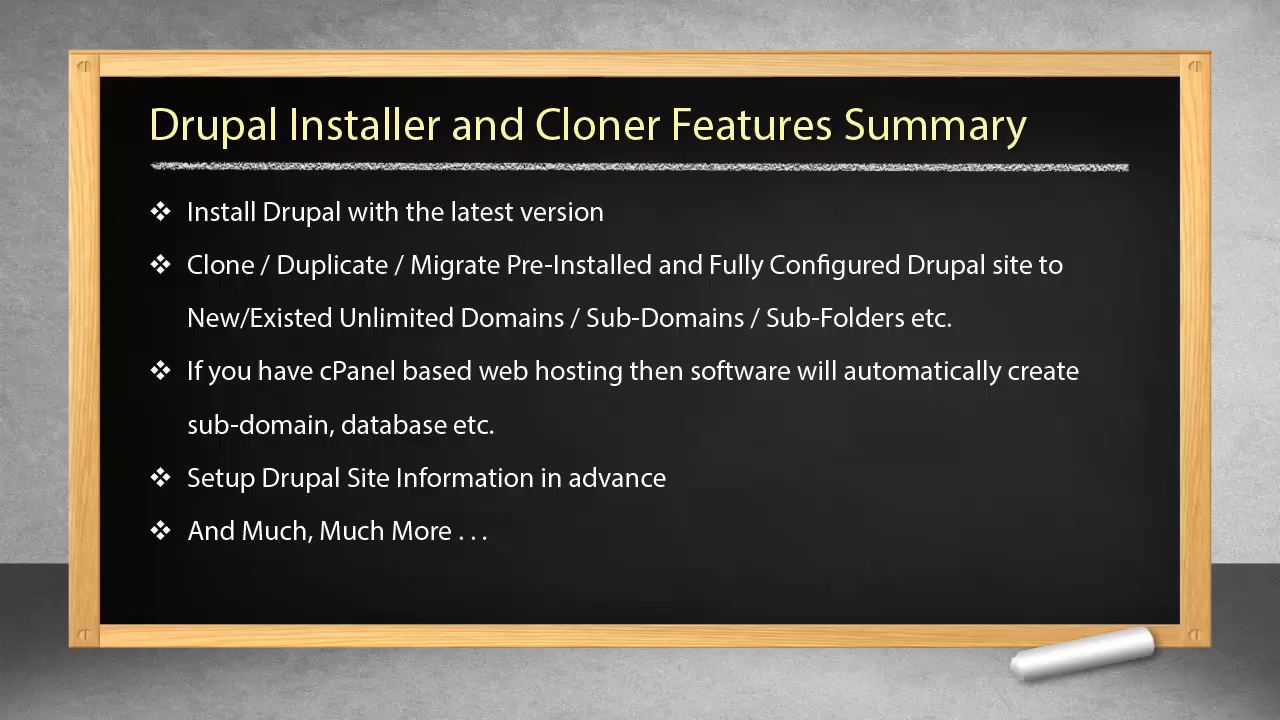 Drupal Installer and Cloner Features Summary
❖ Install Drupal with the latest version
❖ Clone / Duplicate / Migrate Pre-Installed and Fully Configured Drupal site to
New/Existed Unlimited Domains / Sub-Domains / Sub-Folders etc.
❖ If you have cPanel based web hosting then software will automatically create
sub-domain, database etc.
❖ Setup Drupal Site Information in advance
❖ And Much, Much More . . .